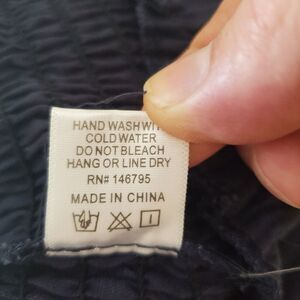 HAND WASH WITH
COLD WATER
DO NOT BLEACH
HANG OR LINE DRY
RN# 146795
MADE IN CHINA